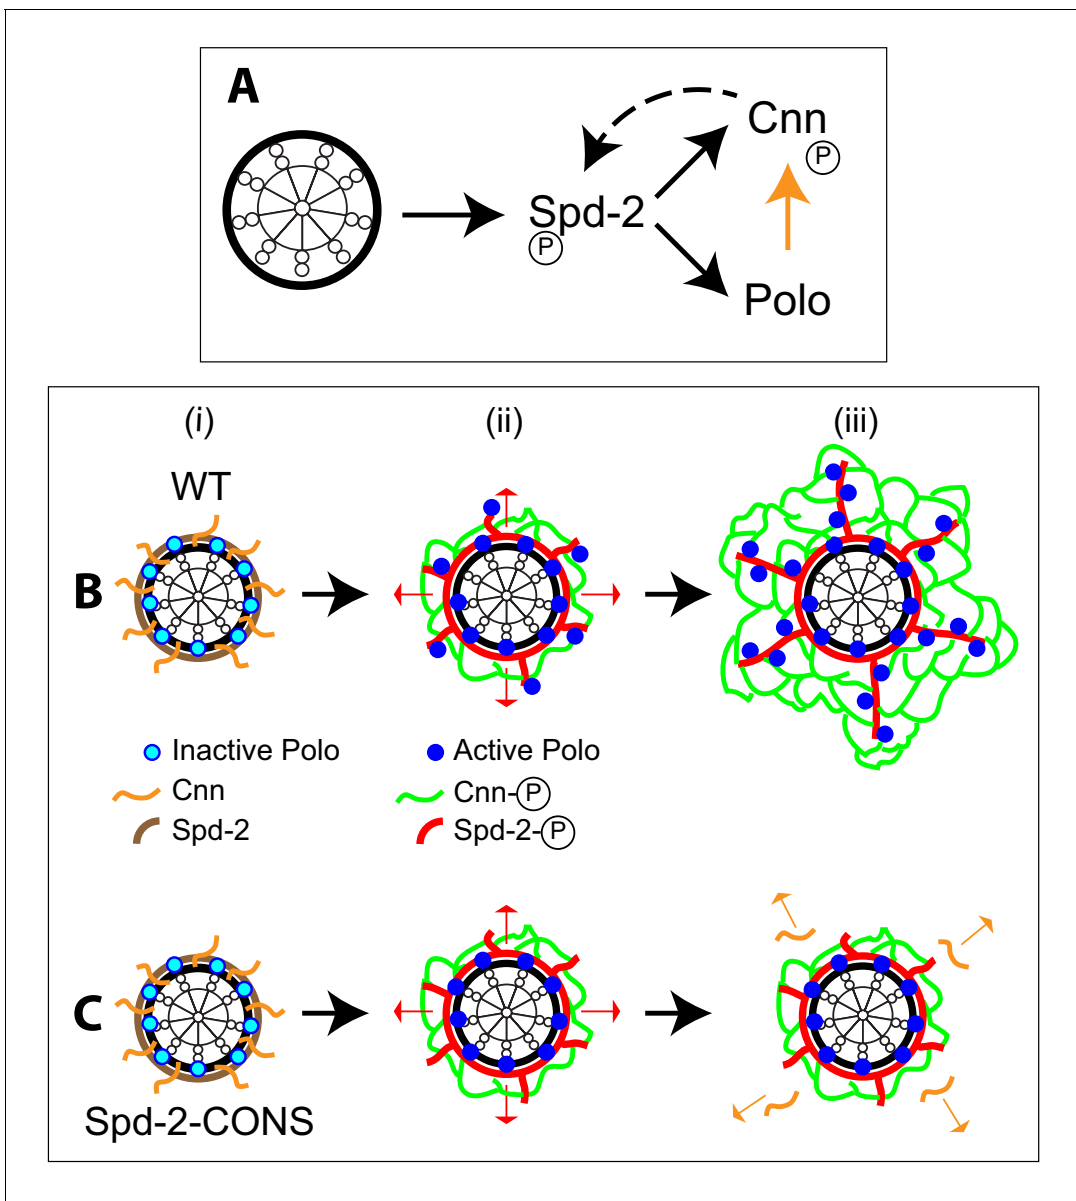 A
Cnn
P
Spd-2
P
Polo
(i) (ii) (iii)
WT
B
Inactive Polo Active Polo
Cnn Cnn-P
Spd-2 Spd-2-P
C
Spd-2-CONS